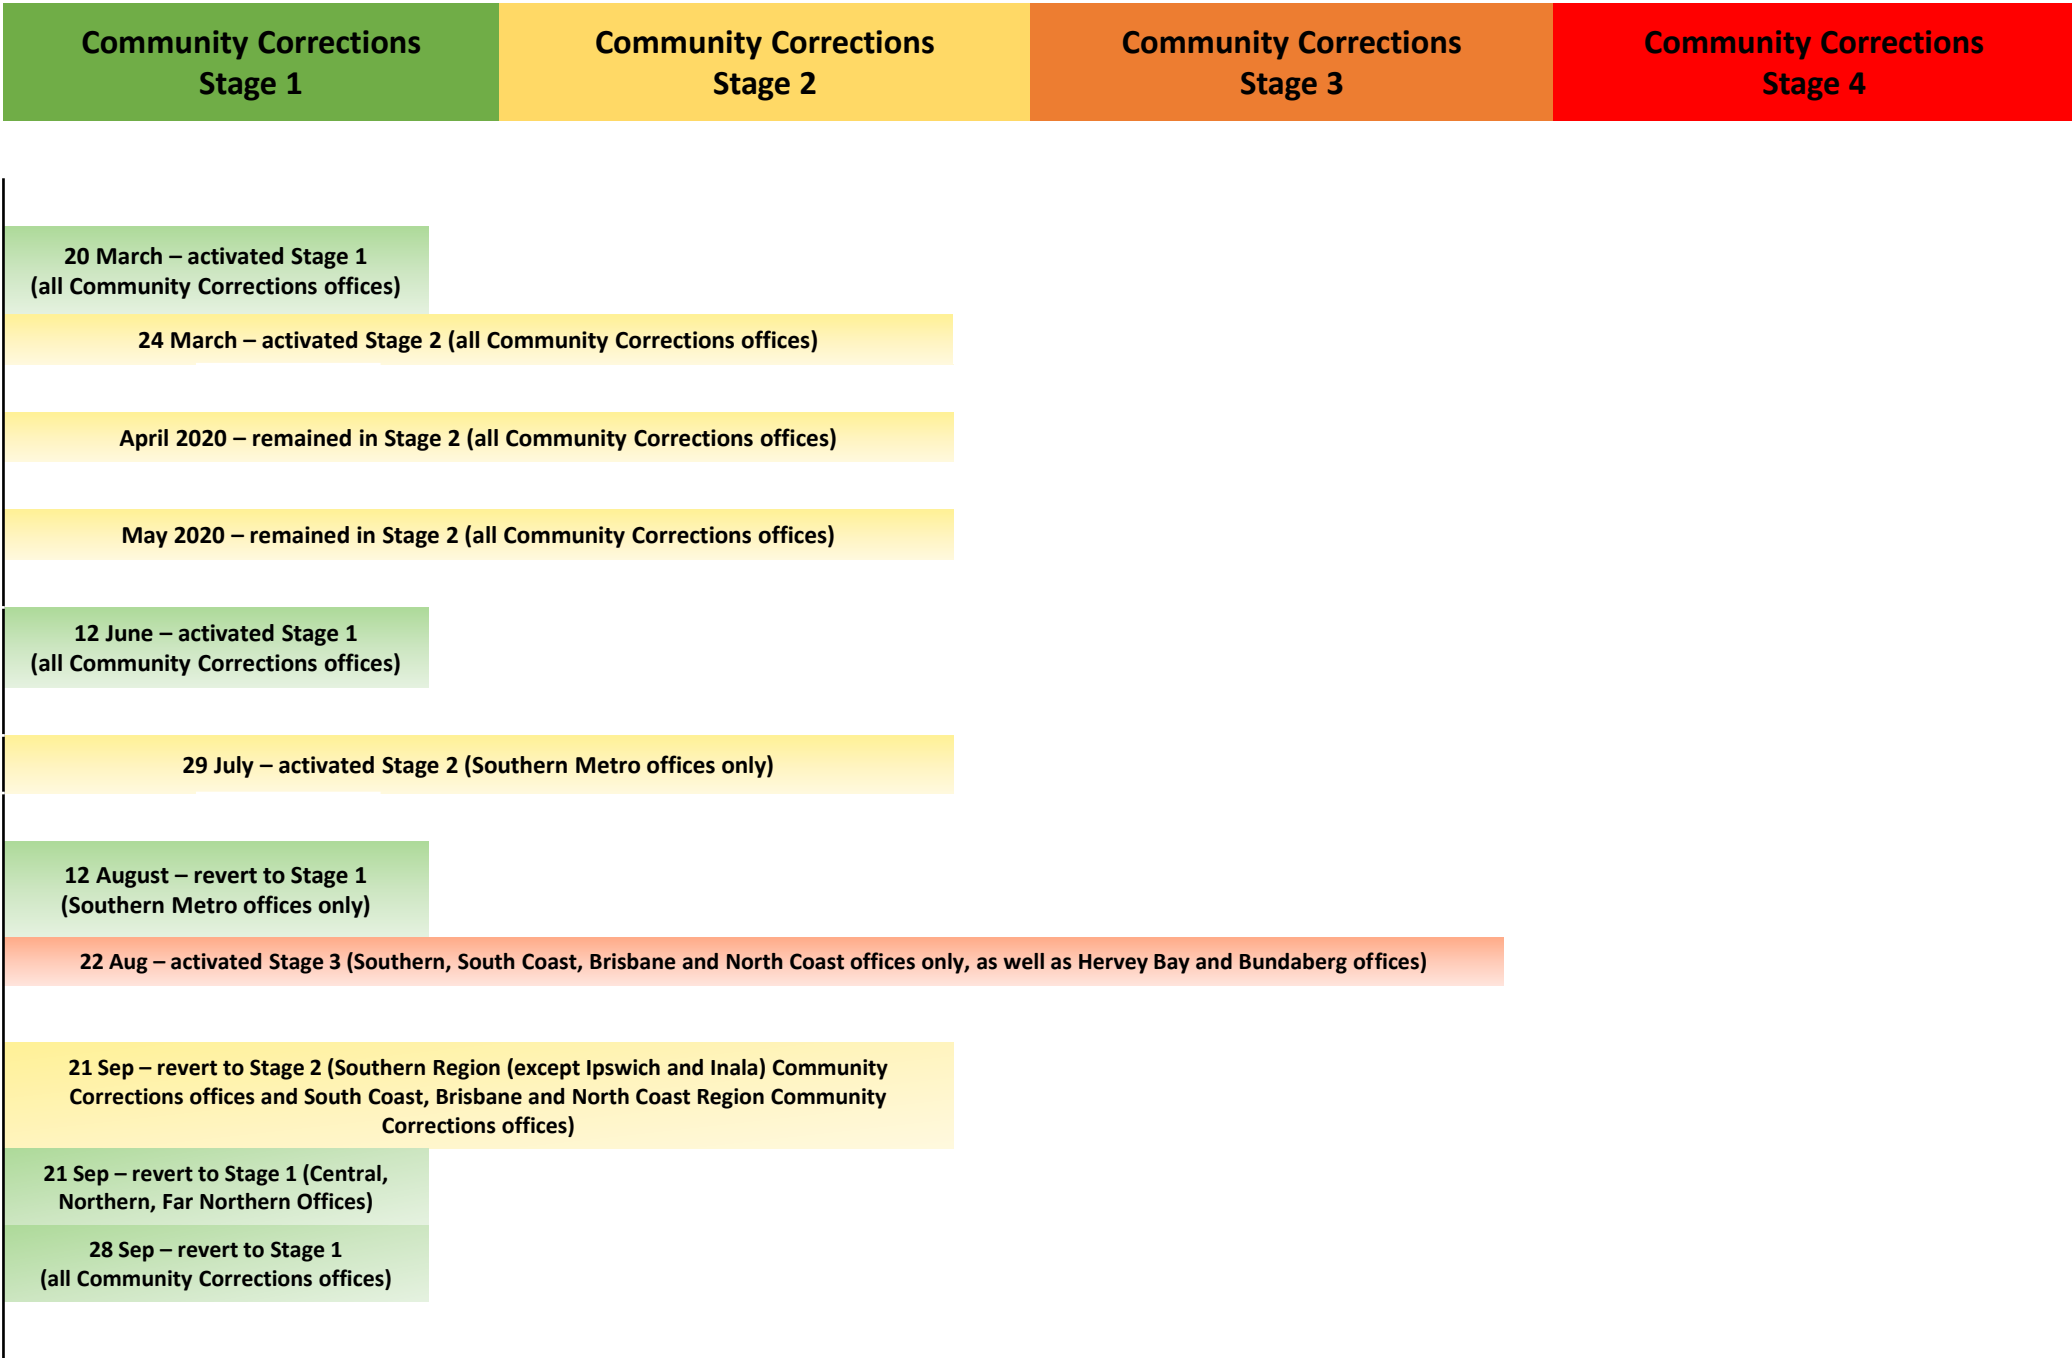 Community Corrections
Stage 1
Community Corrections
Stage 2
Community Corrections
Stage 3
Community Corrections
Stage 4
20 March – activated Stage 1
(all Community Corrections offices)
24 March – activated Stage 2 (all Community Corrections offices)
April 2020 – remained in Stage 2 (all Community Corrections offices)
May 2020 – remained in Stage 2 (all Community Corrections offices)
12 June – activated Stage 1
(all Community Corrections offices)
29 July – activated Stage 2 (Southern Metro offices only)
12 August – revert to Stage 1
(Southern Metro offices only)
22 Aug – activated Stage 3 (Southern, South Coast, Brisbane and North Coast offices only, as well as Hervey Bay and Bundaberg offices)
21 Sep – revert to Stage 2 (Southern Region (except Ipswich and Inala) Community
Corrections offices and South Coast, Brisbane and North Coast Region Community
Corrections offices)
21 Sep – revert to Stage 1 (Central,
Northern, Far Northern Offices)
28 Sep – revert to Stage 1
(all Community Corrections offices)